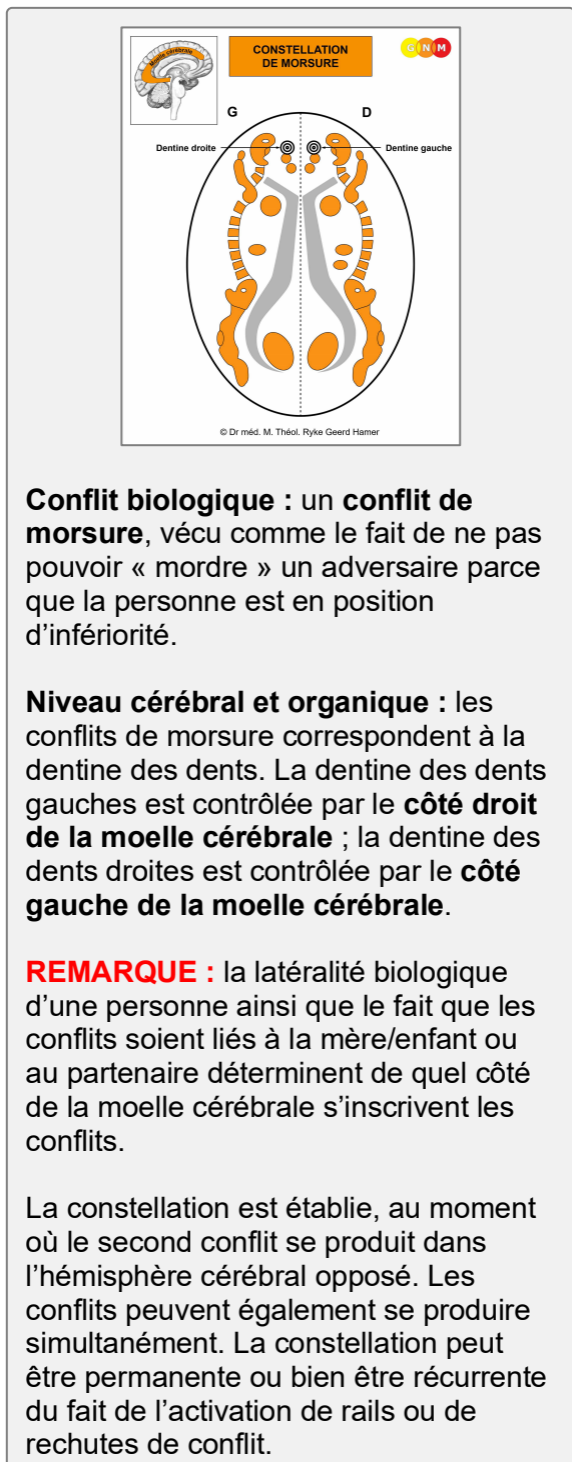 Moelle cérébrale
CONSTELLATION
DE MORSURE
GNM
G D
Dentine droite Dentine gauche
© Dr méd. M. Théol. Ryke Geerd Hamer
Conflit biologique : un conflit de
morsure, vécu comme le fait de ne pas
pouvoir « mordre » un adversaire parce
que la personne est en position
d’infériorité.
Niveau cérébral et organique : les
conflits de morsure correspondent à la
dentine des dents. La dentine des dents
gauches est contrôlée par le côté droit
de la moelle cérébrale ; la dentine des
dents droites est contrôlée par le côté
gauche de la moelle cérébrale.
REMARQUE : la latéralité biologique
d’une personne ainsi que le fait que les
conflits soient liés à la mère/enfant ou
au partenaire déterminent de quel côté
de la moelle cérébrale s’inscrivent les
conflits.
La constellation est établie, au moment
où le second conflit se produit dans
l’hémisphère cérébral opposé. Les
conflits peuvent également se produire
simultanément. La constellation peut
être permanente ou bien être récurrente
du fait de l’activation de rails ou de
rechutes de conflit.